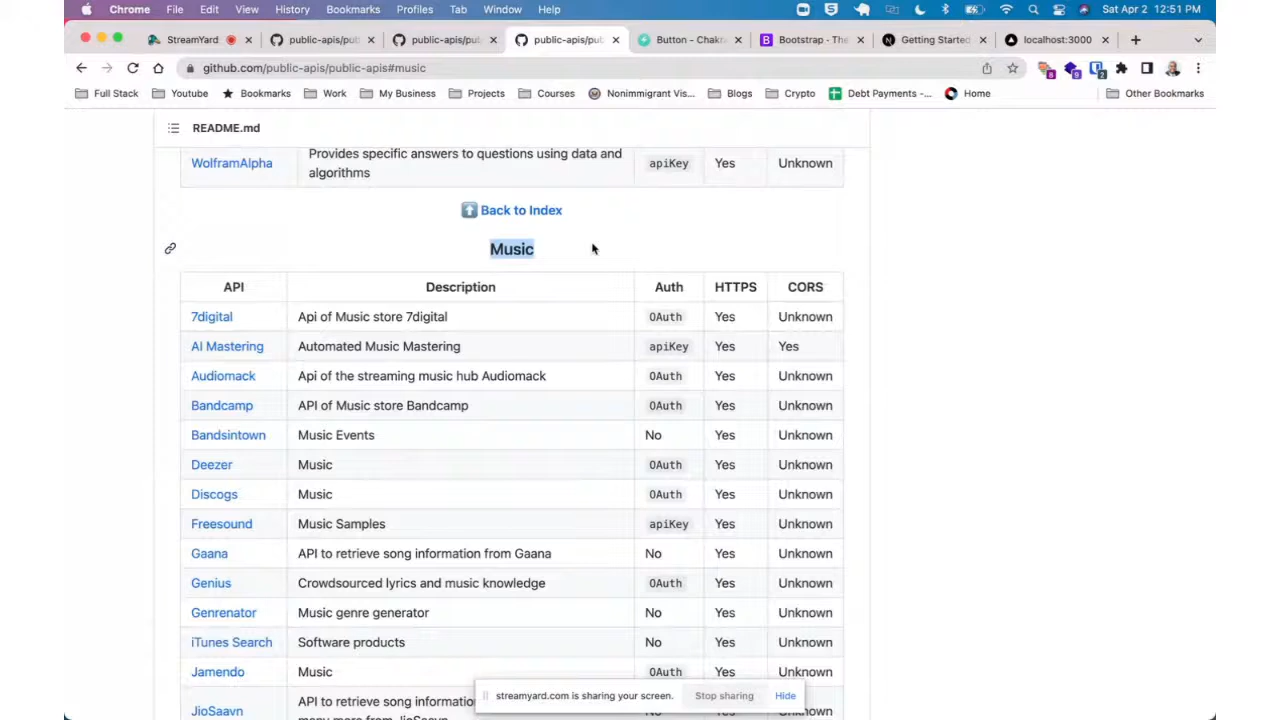 Chrome File Edit View History Bookmarks Profiles Tab Window Help Sat Apr 2 12:51 PM
StreamYard public-apis/pub public-apis/pub public-apis/pub Button - Chakra Bootstrap - The Getting Started localhost:3000
github.com/public-apis/public-apis#music
Full Stack Youtube Bookmarks Work My Business Projects Courses Nonimmigrant Vis... Blogs Crypto Debt Payments -... Home Other Bookmarks
README.md
WolframAlpha Provides specific answers to questions using data and algorithms apiKey Yes Unknown
Back to Index
Music
API Description Auth HTTPS CORS
7digital Api of Music store 7digital OAuth Yes Unknown
AI Mastering Automated Music Mastering apiKey Yes Yes
Audiomack Api of the streaming music hub Audiomack OAuth Yes Unknown
Bandcamp API of Music store Bandcamp OAuth Yes Unknown
Bandsintown Music Events No Yes Unknown
Deezer Music OAuth Yes Unknown
Discogs Music OAuth Yes Unknown
Freesound Music Samples apiKey Yes Unknown
Gaana API to retrieve song information from Gaana No Yes Unknown
Genius Crowdsourced lyrics and music knowledge OAuth Yes Unknown
Genrenator Music genre generator No Yes Unknown
iTunes Search Software products No Yes Unknown
Jamendo Music OAuth Yes Unknown
streamyard.com is sharing your screen. Stop sharing Hide
JioSaavn API to retrieve song